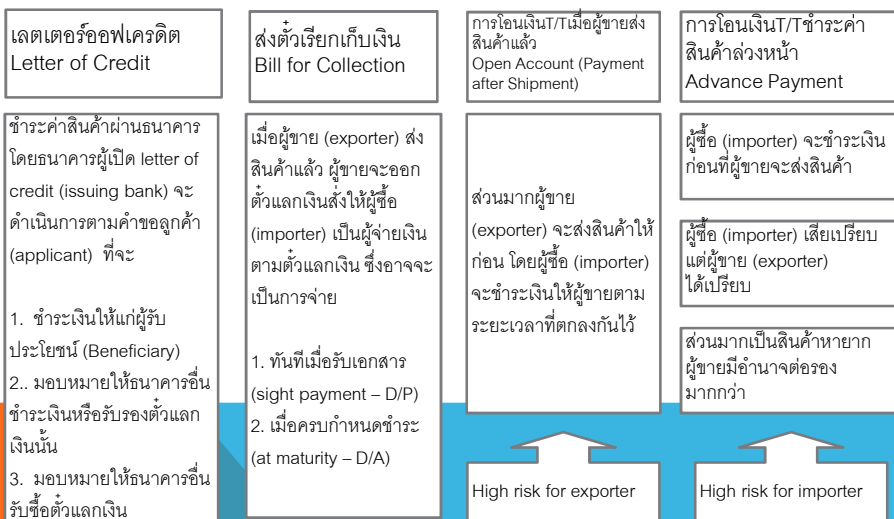 เลตเตอร์ออฟเครดิต
Letter of Credit
ชำระค่าสินค้าผ่านธนาคาร
โดยธนาคารผู้เปิด letter of
credit (issuing bank) จะ
ดำเนินการตามคำขอลูกค้า
(applicant) ที่จะ
1. ชำระเงินให้แก่ผู้รับ
ประโยชน์ (Beneficiary)
2.. มอบหมายให้ธนาคารอื่น
ชำระเงินหรือรับรองตั๋วแลก
เงินนั้น
3. มอบหมายให้ธนาคารอื่น
รับซื้อตั๋วแลกเงิน
ส่งตั๋วเรียกเก็บเงิน
Bill for Collection
เมื่อผู้ขาย (exporter) ส่ง
สินค้าแล้ว ผู้ขายจะออก
ตั๋วแลกเงินสั่งให้ผู้ซื้อ
(importer) เป็นผู้จ่ายเงิน
ตามตั๋วแลกเงิน ซึ่งอาจจะ
เป็นการจ่าย
1. ทันทีเมื่อรับเอกสาร
(sight payment – D/P)
2. เมื่อครบกำหนดชำระ
(at maturity – D/A)
การโอนเงินT/Tเมื่อผู้ขายส่ง
สินค้าแล้ว
Open Account (Payment
after Shipment)
ส่วนมากผู้ขาย
(exporter) จะส่งสินค้าให้
ก่อน โดยผู้ซื้อ (importer)
จะชำระเงินให้ผู้ขายตาม
ระยะเวลาที่ตกลงกันไว้
High risk for exporter
การโอนเงินT/Tชำระค่า
สินค้าล่วงหน้า
Advance Payment
ผู้ซื้อ (importer) จะชำระเงิน
ก่อนที่ผู้ขายจะส่งสินค้า
ผู้ซื้อ (importer) เสียเปรียบ
แต่ผู้ขาย (exporter)
ได้เปรียบ
ส่วนมากเป็นสินค้าหายาก
ผู้ขายมีอำนาจต่อรอง
มากกว่า
High risk for importer